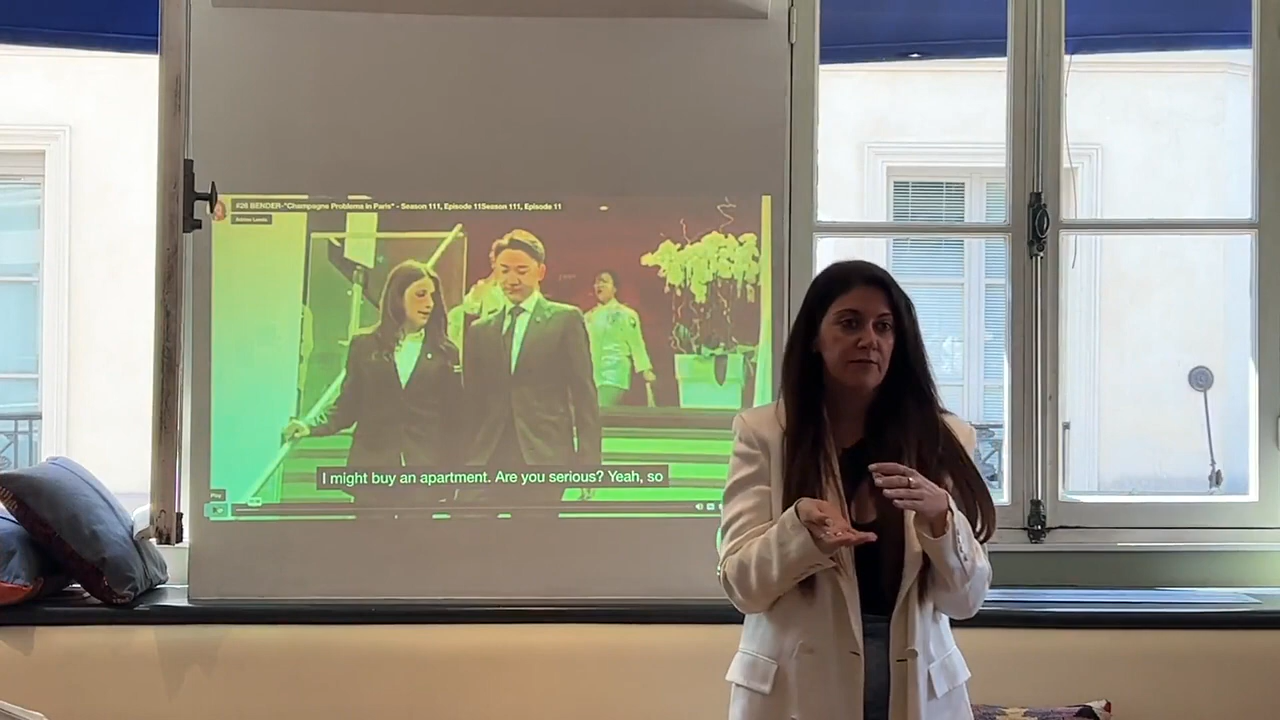 #26 BENDER-"Champagne Problems in Paris" - Season 111, Episode 11Season 111, Episode 11
I might buy an apartment. Are you serious? Yeah, so
Play